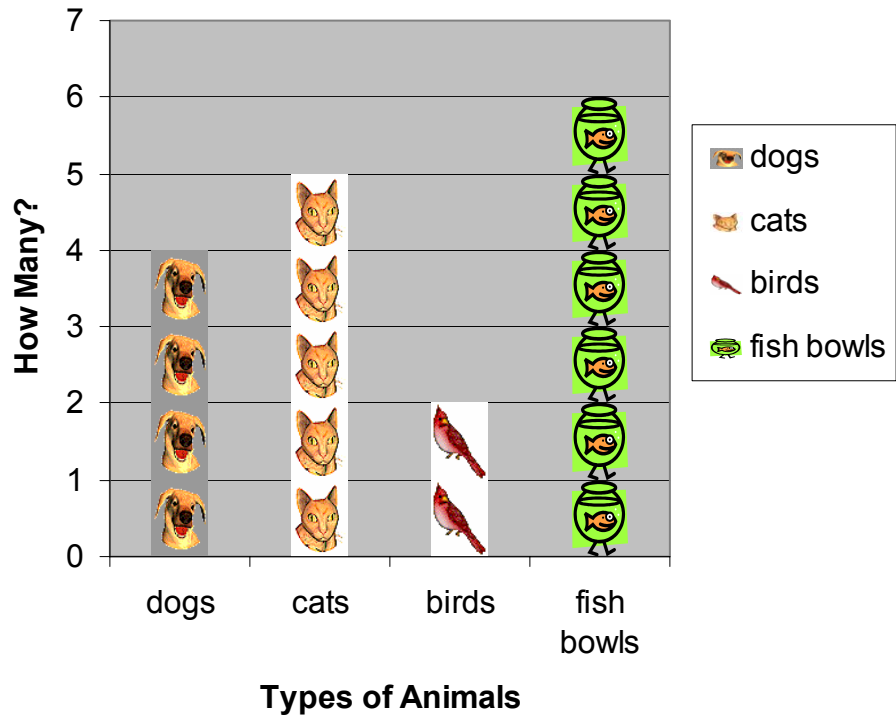 How Many?
7
6
5
4
3
2
1
0
dogs
cats
birds
fish
bowls
Types of Animals
dogs
cats
birds
fish bowls